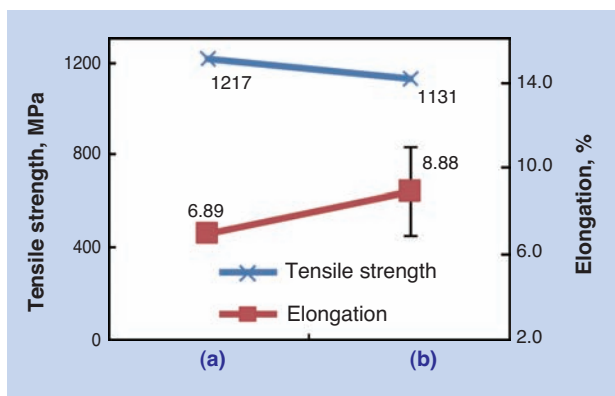 Tensile strength, MPa
1200
800
400
0
1217
1131
6.89
8.88
Tensile strength
Elongation
(a)
(b)
14.0
10.0
6.0
2.0
Elongation, %